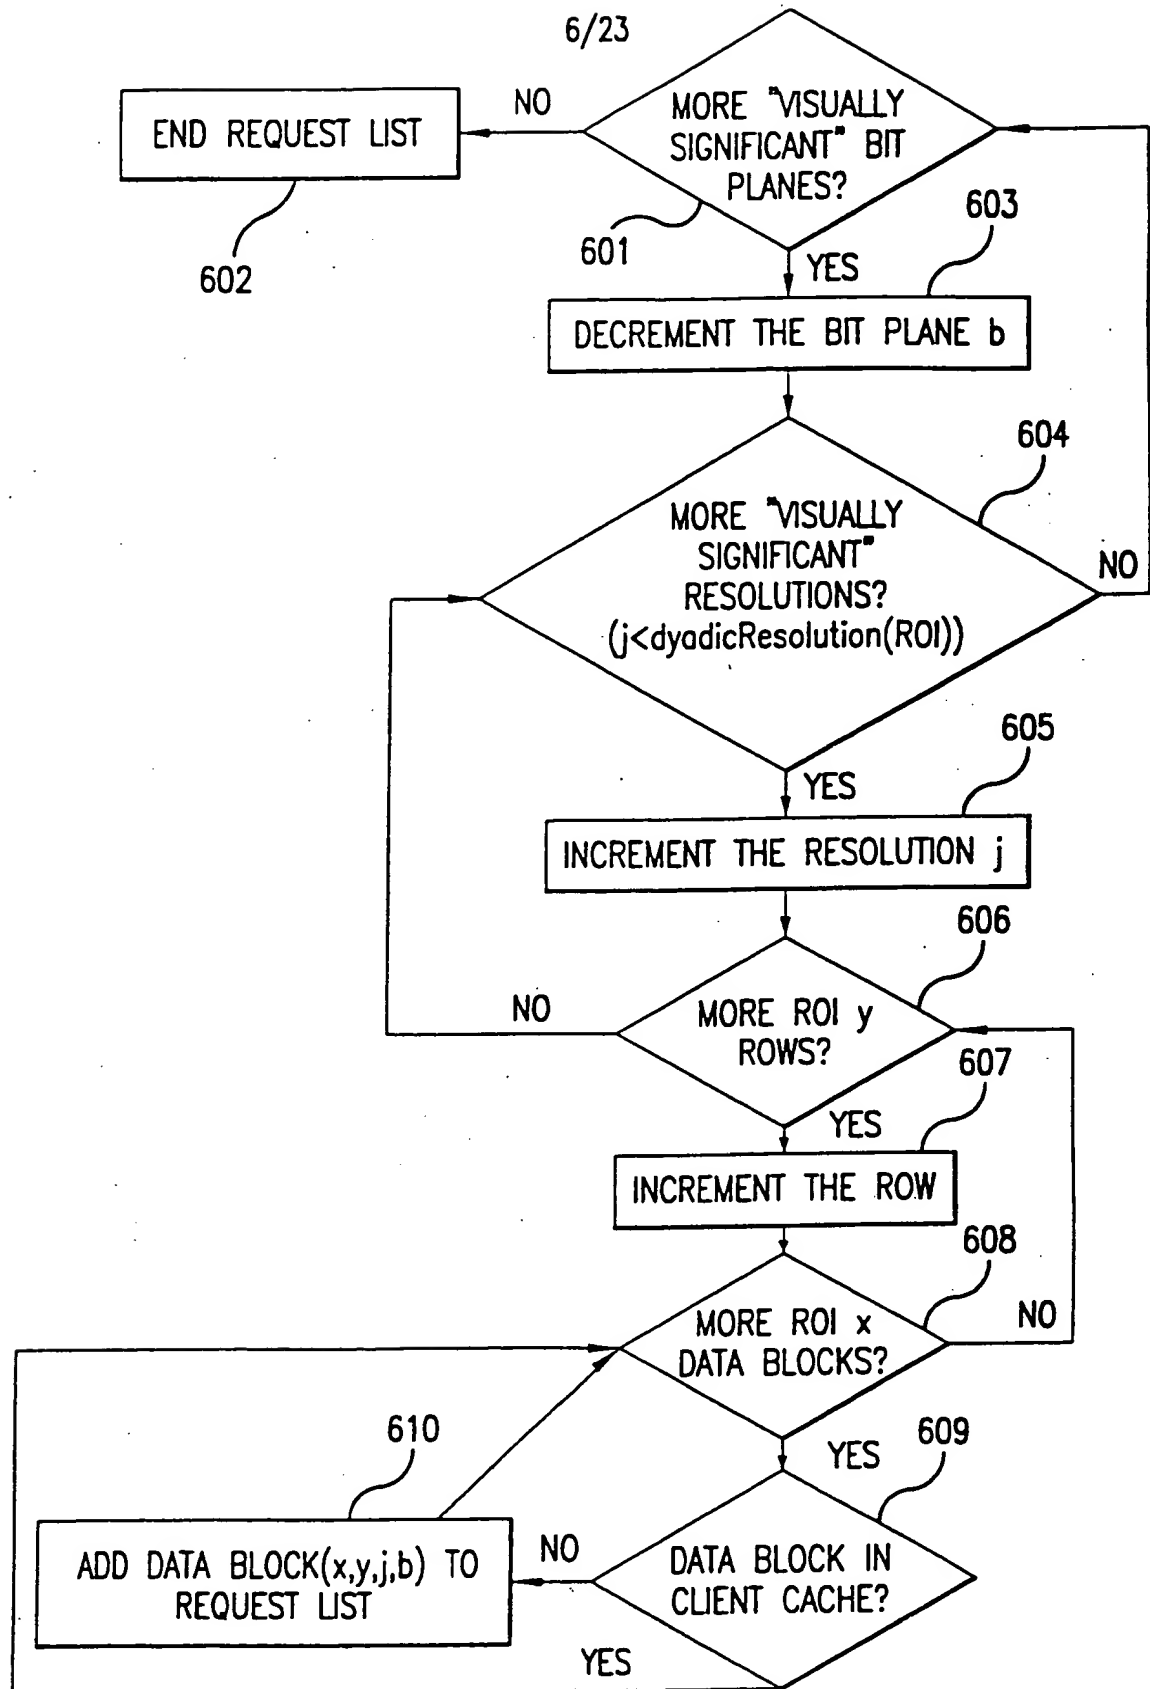 6/23
MORE "VISUALLY
SIGNIFICANT" BIT
PLANES?
NO
END REQUEST LIST
601
602
YES
603
DECREMENT THE BIT PLANE b
604
MORE "VISUALLY
SIGNIFICANT"
RESOLUTIONS?
(j<dyadicResolution(ROI))
NO
YES
605
INCREMENT THE RESOLUTION j
606
MORE ROI y
ROWS?
NO
YES
607
INCREMENT THE ROW
608
MORE ROI x
DATA BLOCKS?
NO
YES
609
610
DATA BLOCK IN
CLIENT CACHE?
NO
ADD DATA BLOCK(x,y,j,b) TO
REQUEST LIST
YES